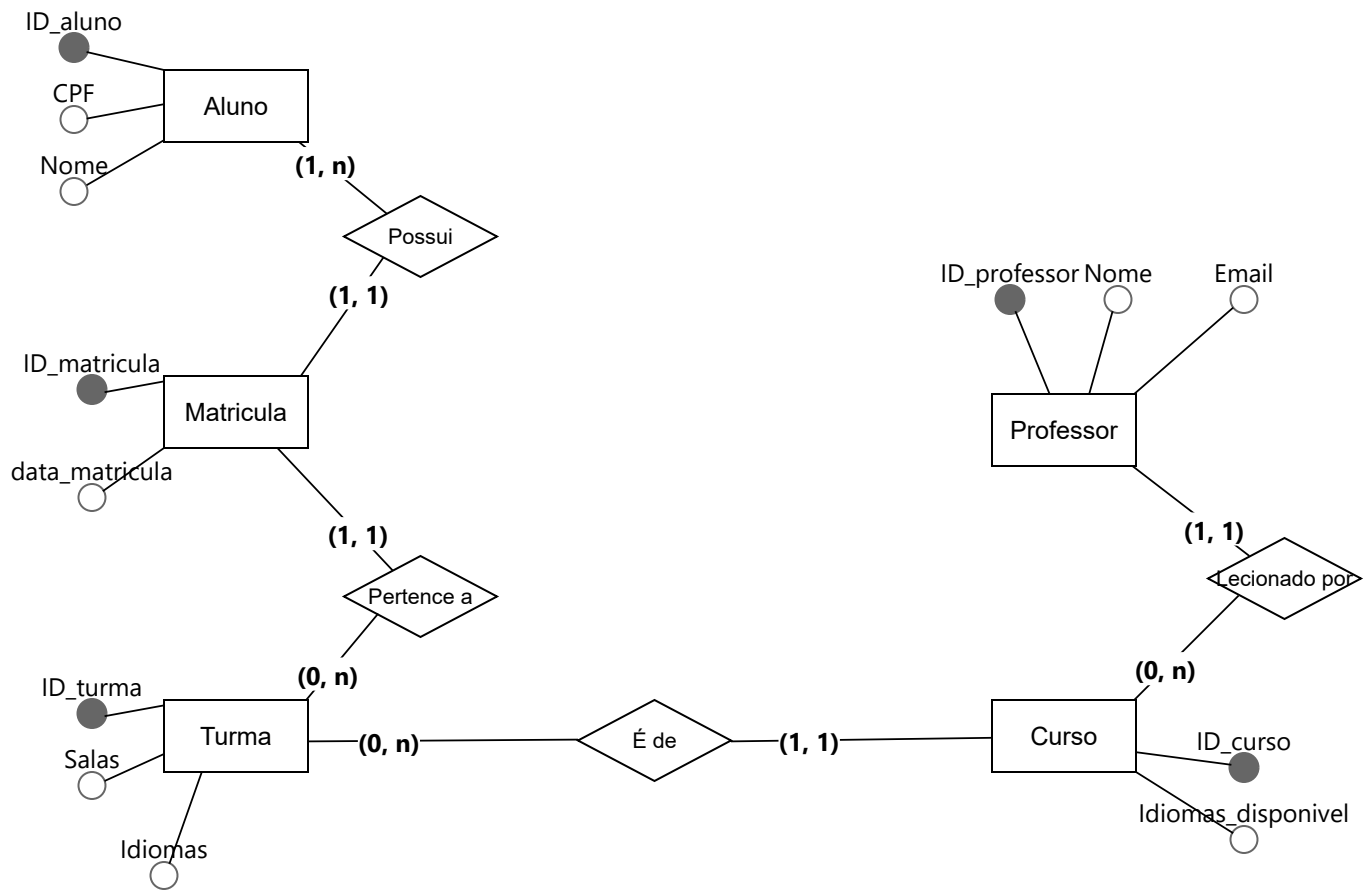 ID_aluno
CPF
Aluno
Nome
(1, n)
Possui
(1, 1)
ID_matricula
Matricula
data_matricula
(1, 1)
Pertence a
(0, n)
ID_turma
Turma
Salas
Idiomas
(0, n)
É de
(1, 1)
ID_professor
Nome
Email
Professor
(1, 1)
Lecionado por
(0, n)
Curso
ID_curso
Idiomas_disponivel